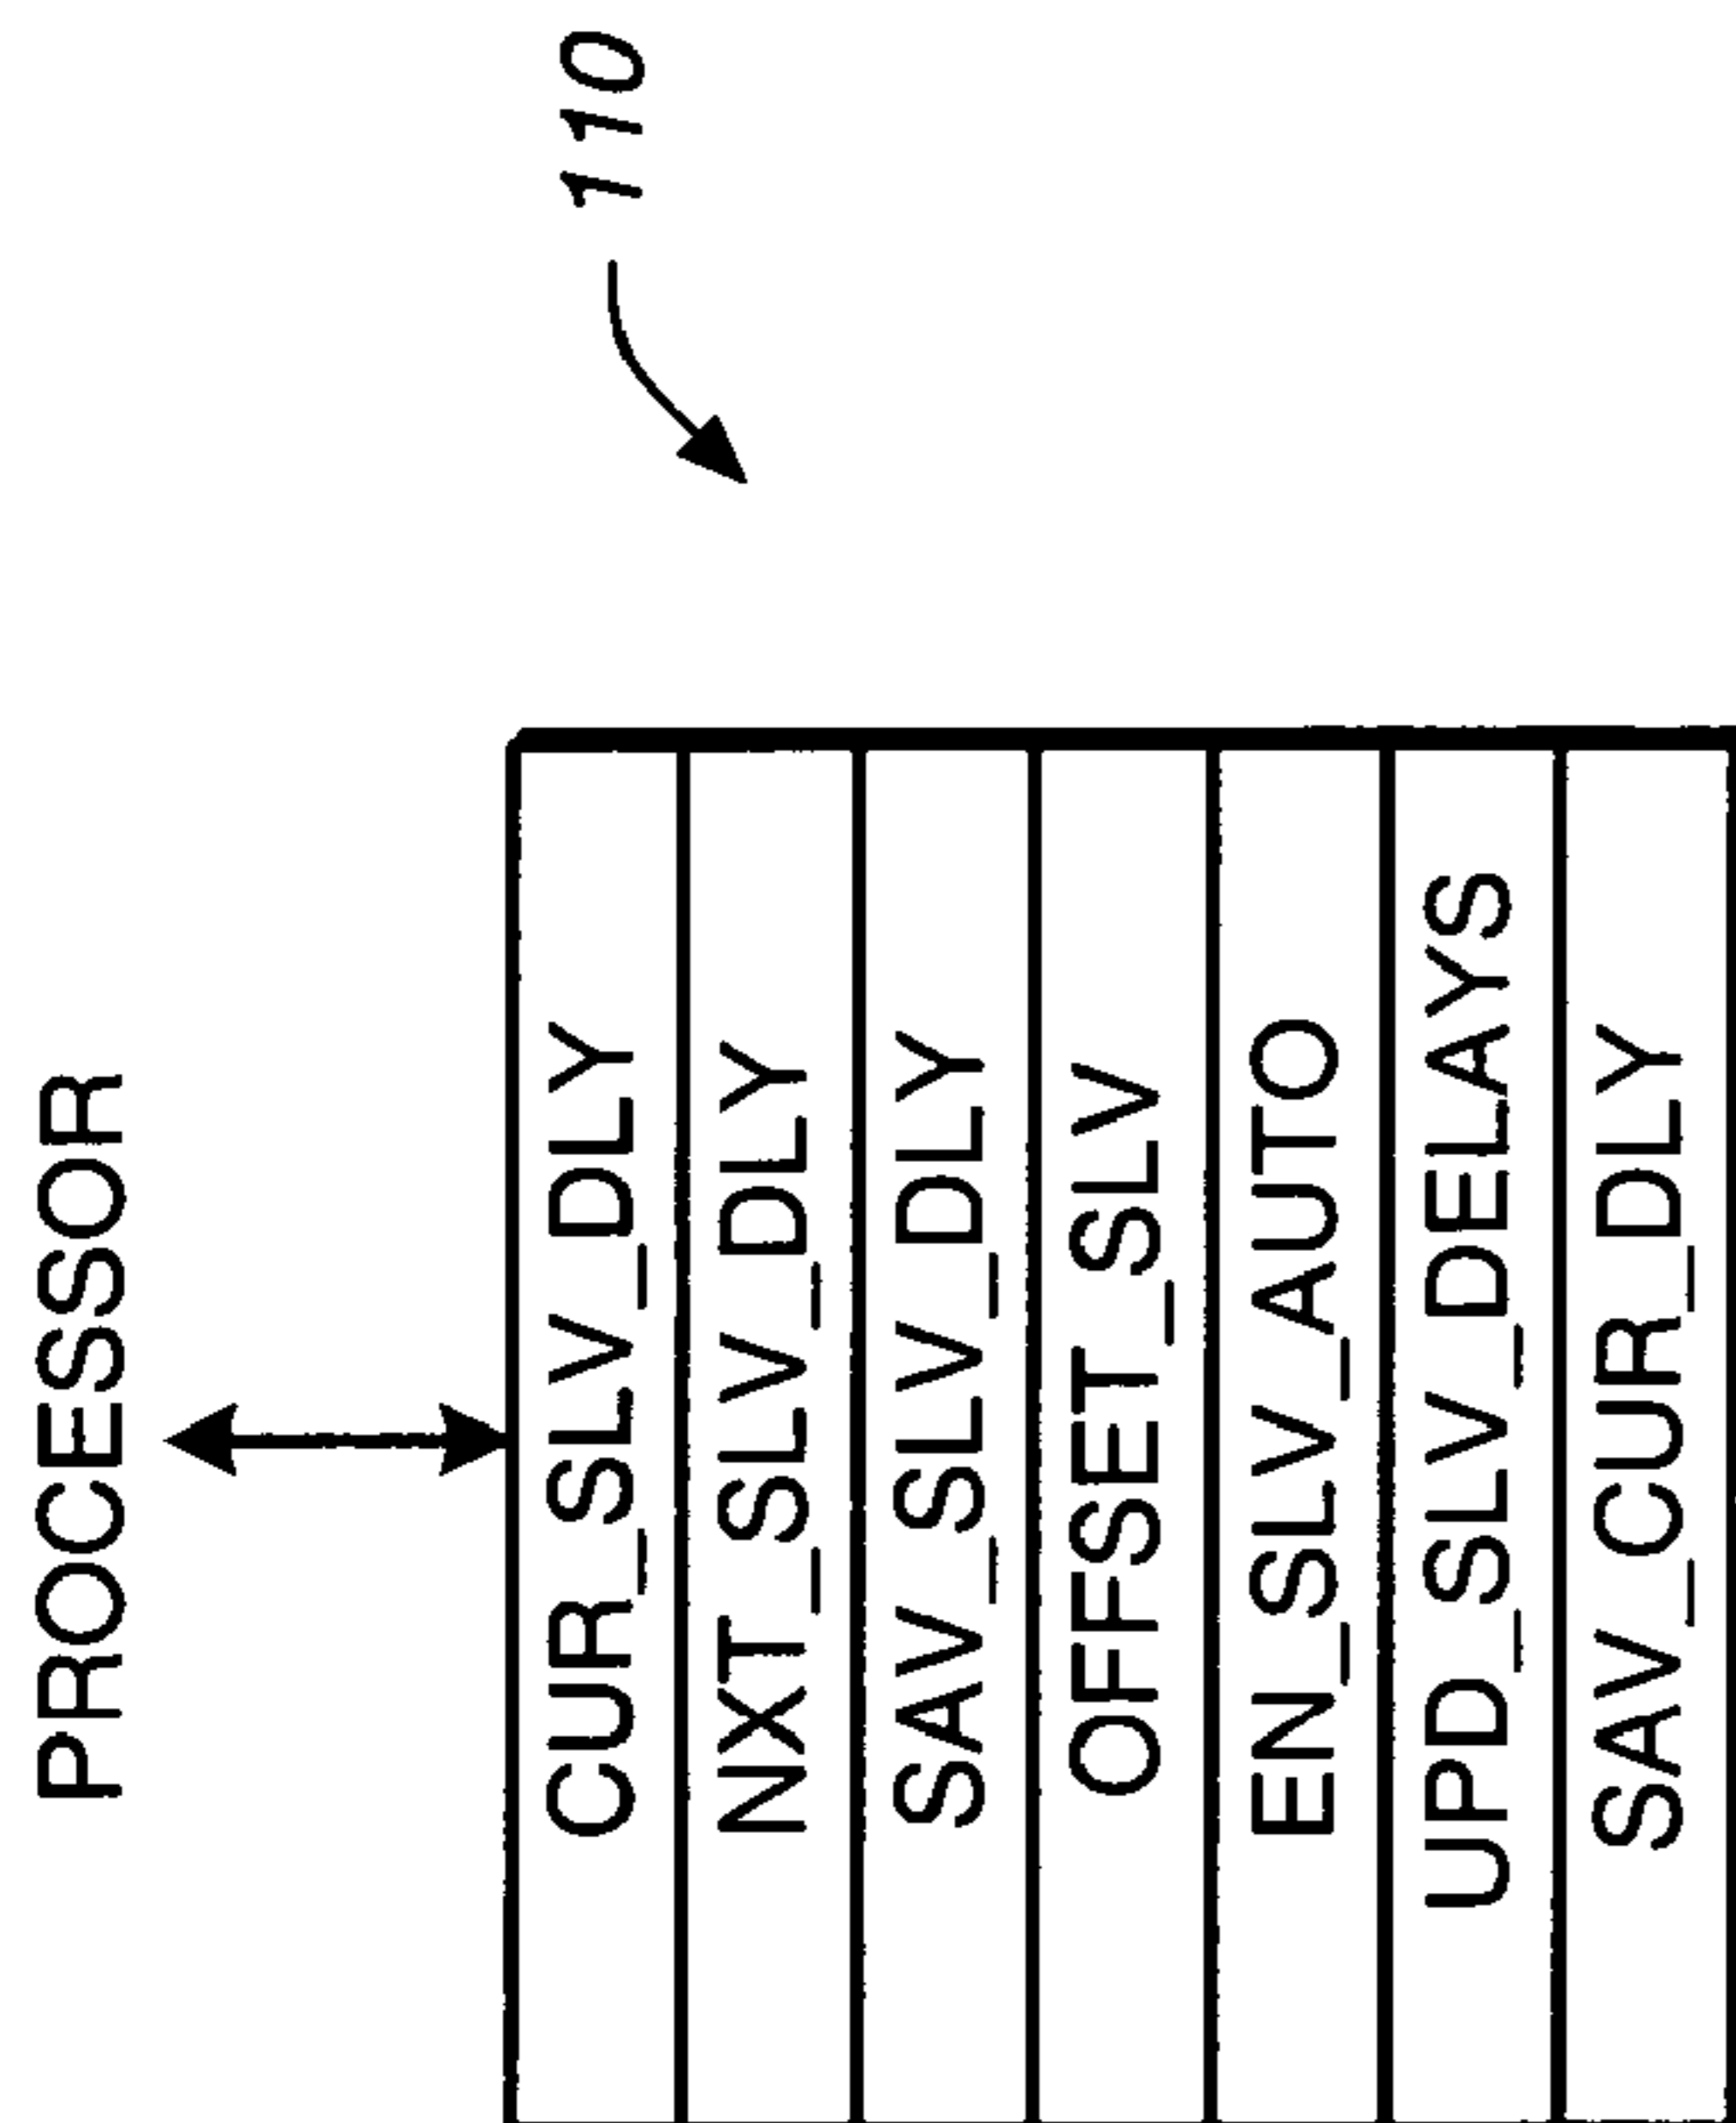 PROCESSOR
110
CUR_SLV_DLY
NXT_SLV_DLY
SAV_SLV_DLY
OFFSET_SLV
EN_SLV_AUTO
UPD_SLV_DELAYS
SAV_CUR_DLY